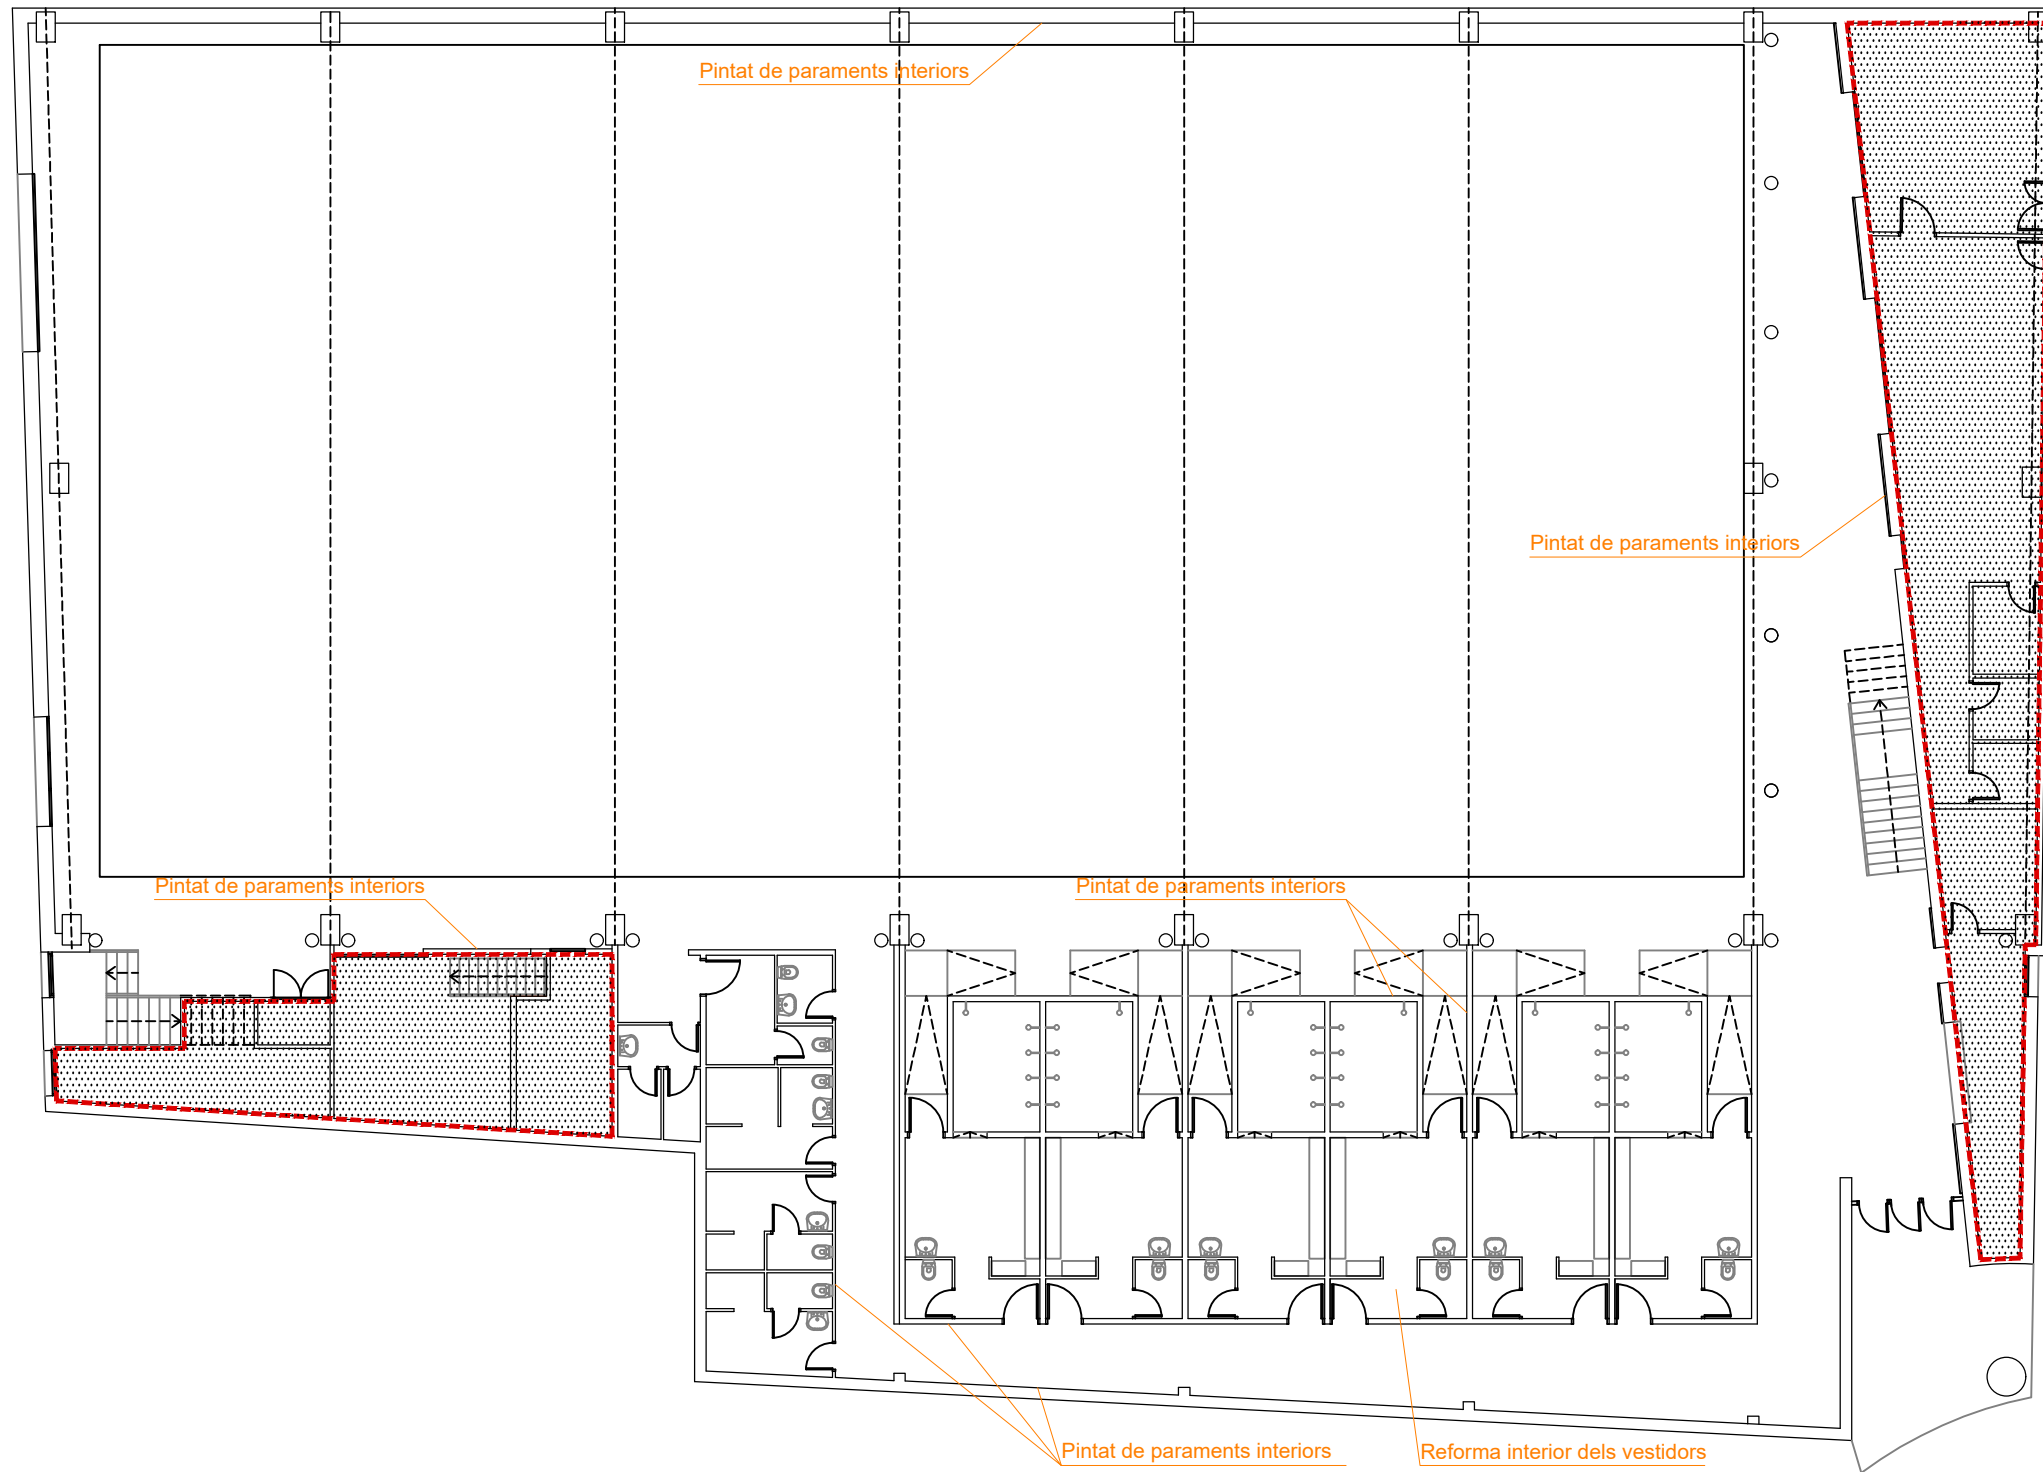 Pintat de paraments interiors
Pintat de paraments interiors
Pintat de paraments interiors
Pintat de paraments interiors
Pintat de paraments interiors
Reforma interior dels vestidors